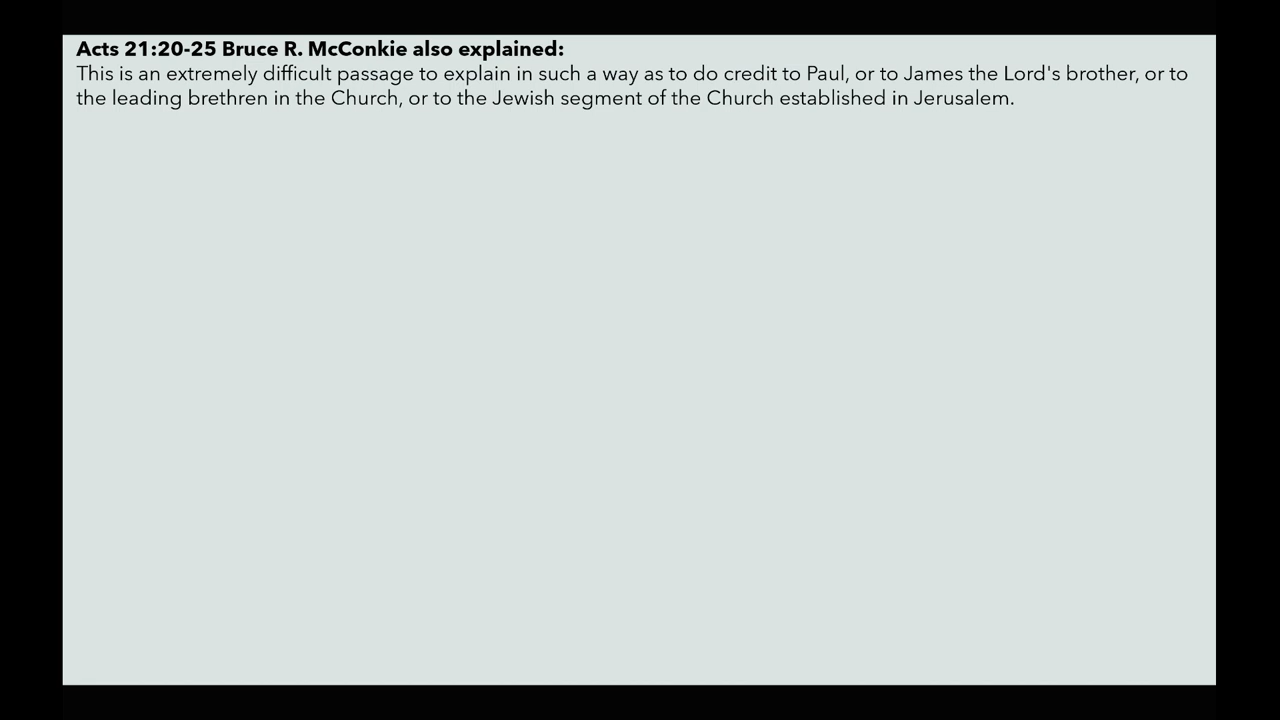 Acts 21:20-25 Bruce R. McConkie also explained:
This is an extremely difficult passage to explain in such a way as to do credit to Paul, or to James the Lord's brother, or to
the leading brethren in the Church, or to the Jewish segment of the Church established in Jerusalem.